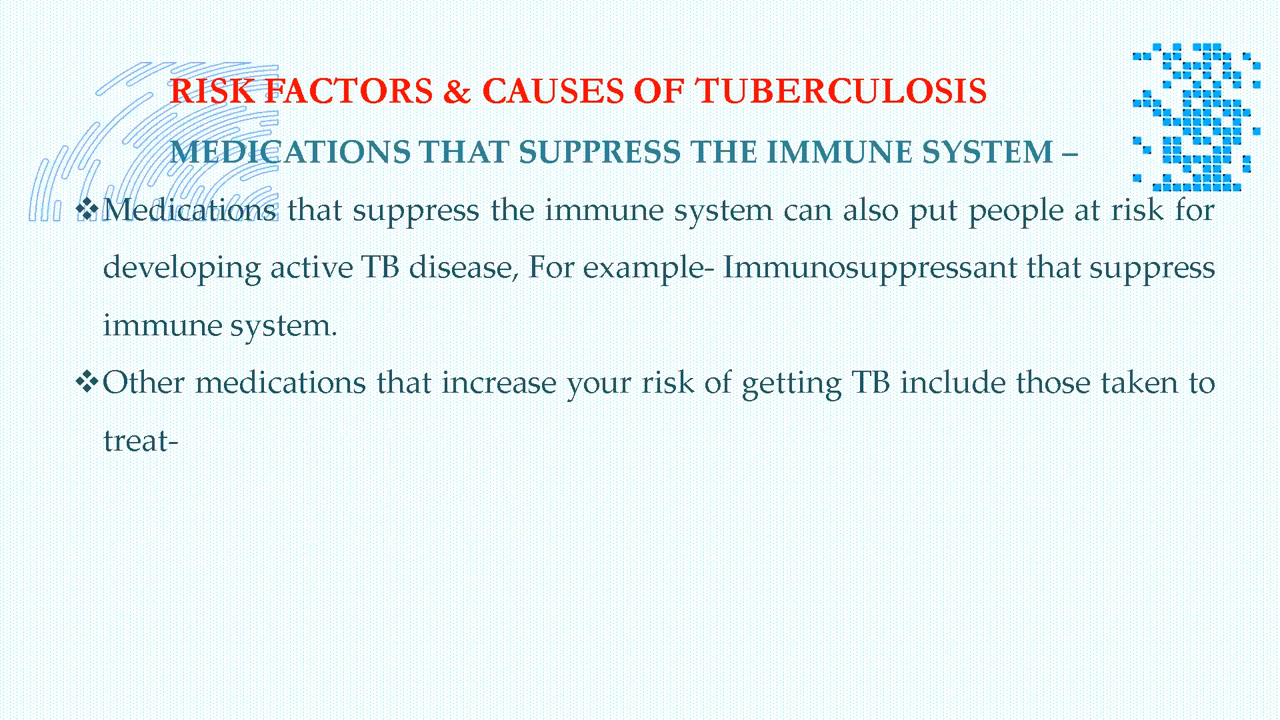 RISK FACTORS & CAUSES OF TUBERCULOSIS
MEDICATIONS THAT SUPPRESS THE IMMUNE SYSTEM –
❖Medications that suppress the immune system can also put people at risk for
developing active TB disease, For example- Immunosuppressant that suppress
immune system.
❖Other medications that increase your risk of getting TB include those taken to
treat-